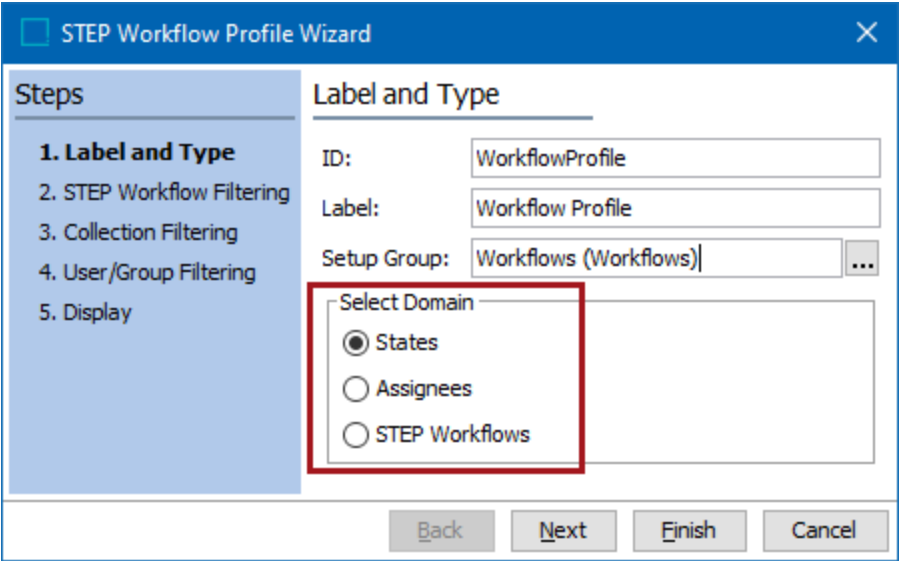 STEP Workflow Profile Wizard
Steps
1. Label and Type
2. STEP Workflow Filtering
3. Collection Filtering
4. User/Group Filtering
5. Display
Label and Type
ID: WorkflowProfile
Label: Workflow Profile
Setup Group: Workflows (Workflows) ...
Select Domain
States
Assignees
STEP Workflows
Back Next Finish Cancel